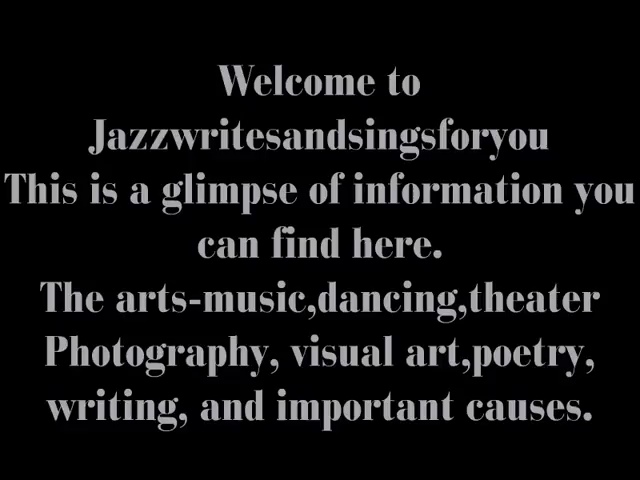 Welcome to
Jazzwritesandsingsforyou
This is a glimpse of information you
can find here.
The arts-music,dancing,theater
Photography, visual art,poetry,
writing, and important causes.